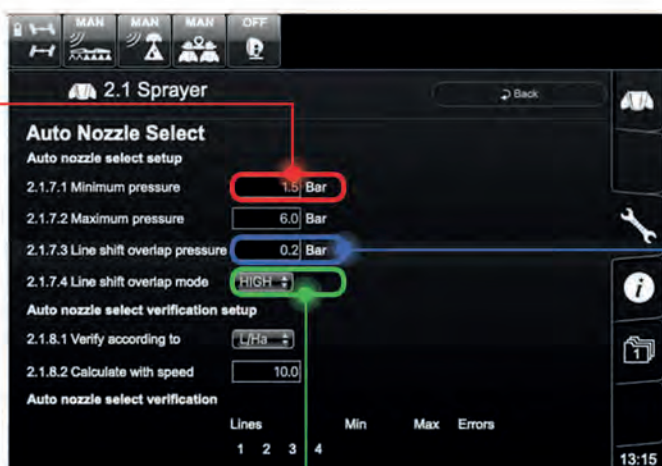 MAN MAN MAN OFF
2.1 Sprayer
Back
Auto Nozzle Select
Auto nozzle select setup
2.1.7.1 Minimum pressure 1.5 Bar
2.1.7.2 Maximum pressure 6.0 Bar
2.1.7.3 Line shift overlap pressure 0.2 Bar
2.1.7.4 Line shift overlap mode HIGH
Auto nozzle select verification setup
2.1.8.1 Verify according to L/Ha
2.1.8.2 Calculate with speed 10.0
Auto nozzle select verification
Lines Min Max Errors
1 2 3 4
1
13:15